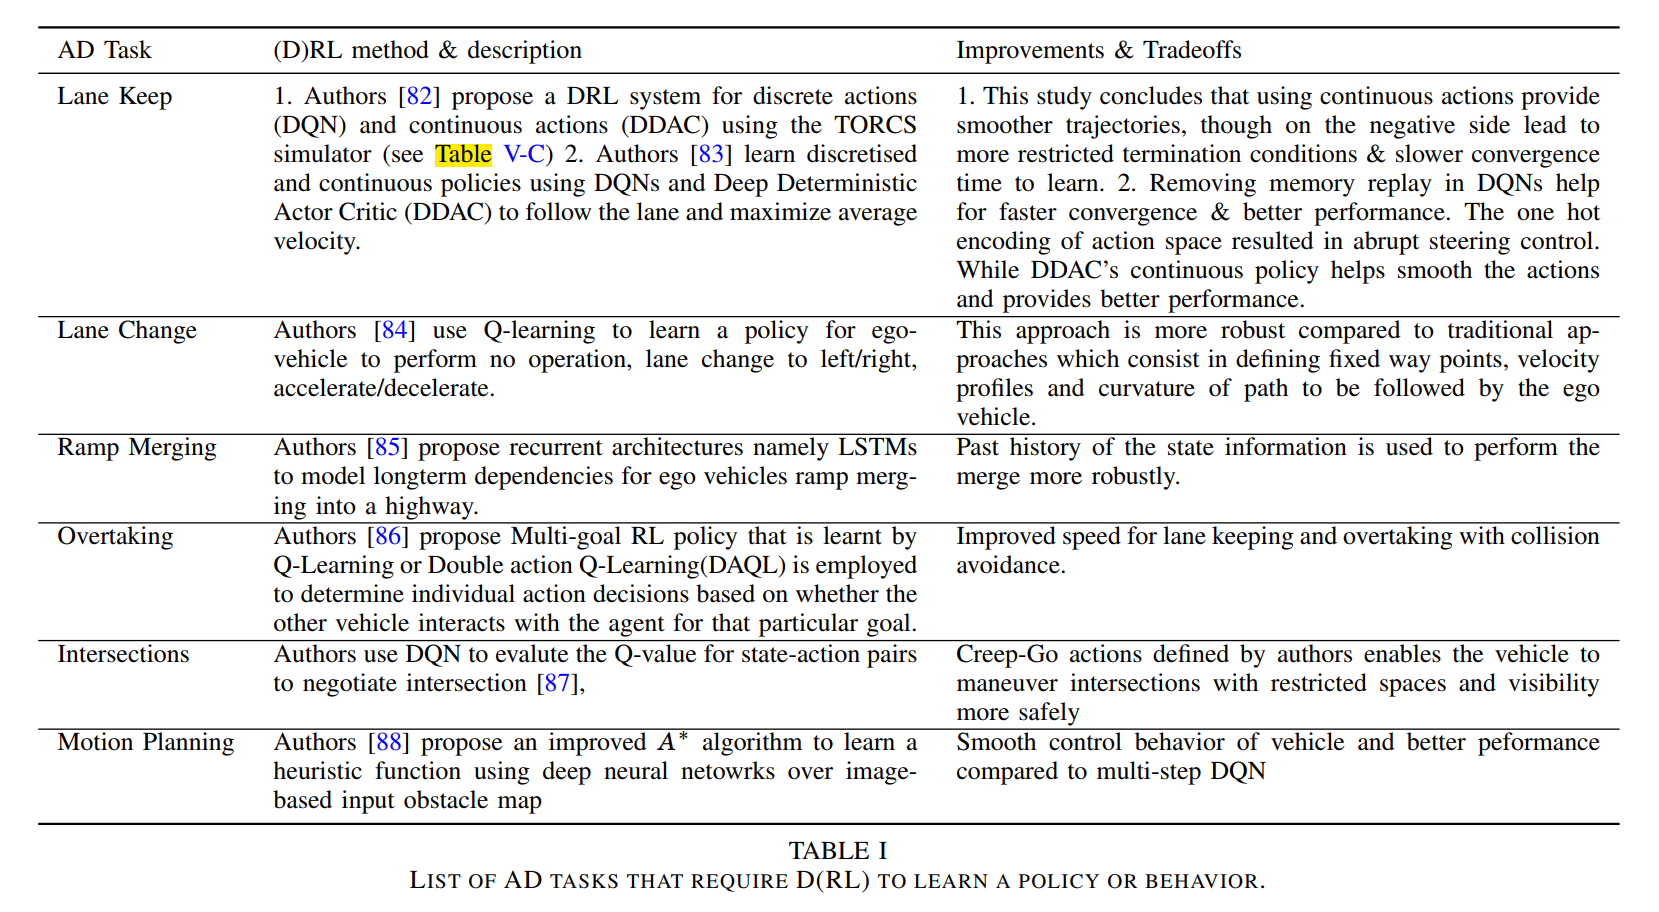 AD Task
(D)RL method & description
Improvements & Tradeoffs
Lane Keep
1. Authors [82] propose a DRL system for discrete actions
(DQN) and continuous actions (DDAC) using the TORCS
simulator (see Table V-C) 2. Authors [83] learn discretised
and continuous policies using DQNs and Deep Deterministic
Actor Critic (DDAC) to follow the lane and maximize average
velocity.
1. This study concludes that using continuous actions provide
smoother trajectories, though on the negative side lead to
more restricted termination conditions & slower convergence
time to learn. 2. Removing memory replay in DQNs help
for faster convergence & better performance. The one hot
encoding of action space resulted in abrupt steering control.
While DDAC's continuous policy helps smooth the actions
and provides better performance.
Lane Change
Authors [84] use Q-learning to learn a policy for ego-
vehicle to perform no operation, lane change to left/right,
accelerate/decelerate.
This approach is more robust compared to traditional ap-
proaches which consist in defining fixed way points, velocity
profiles and curvature of path to be followed by the ego
vehicle.
Ramp Merging
Authors [85] propose recurrent architectures namely LSTMs
to model longterm dependencies for ego vehicles ramp merg-
ing into a highway.
Past history of the state information is used to perform the
merge more robustly.
Overtaking
Authors [86] propose Multi-goal RL policy that is learnt by
Q-Learning or Double action Q-Learning(DAQL) is employed
to determine individual action decisions based on whether the
other vehicle interacts with the agent for that particular goal.
Improved speed for lane keeping and overtaking with collision
avoidance.
Intersections
Authors use DQN to evalute the Q-value for state-action pairs
to negotiate intersection [87],
Creep-Go actions defined by authors enables the vehicle to
maneuver intersections with restricted spaces and visibility
more safely
Motion Planning
Authors [88] propose an improved A* algorithm to learn a
heuristic function using deep neural netowrks over image-
based input obstacle map
Smooth control behavior of vehicle and better peformance
compared to multi-step DQN
TABLE I
LIST OF AD TASKS THAT REQUIRE D(RL) TO LEARN A POLICY OR BEHAVIOR.